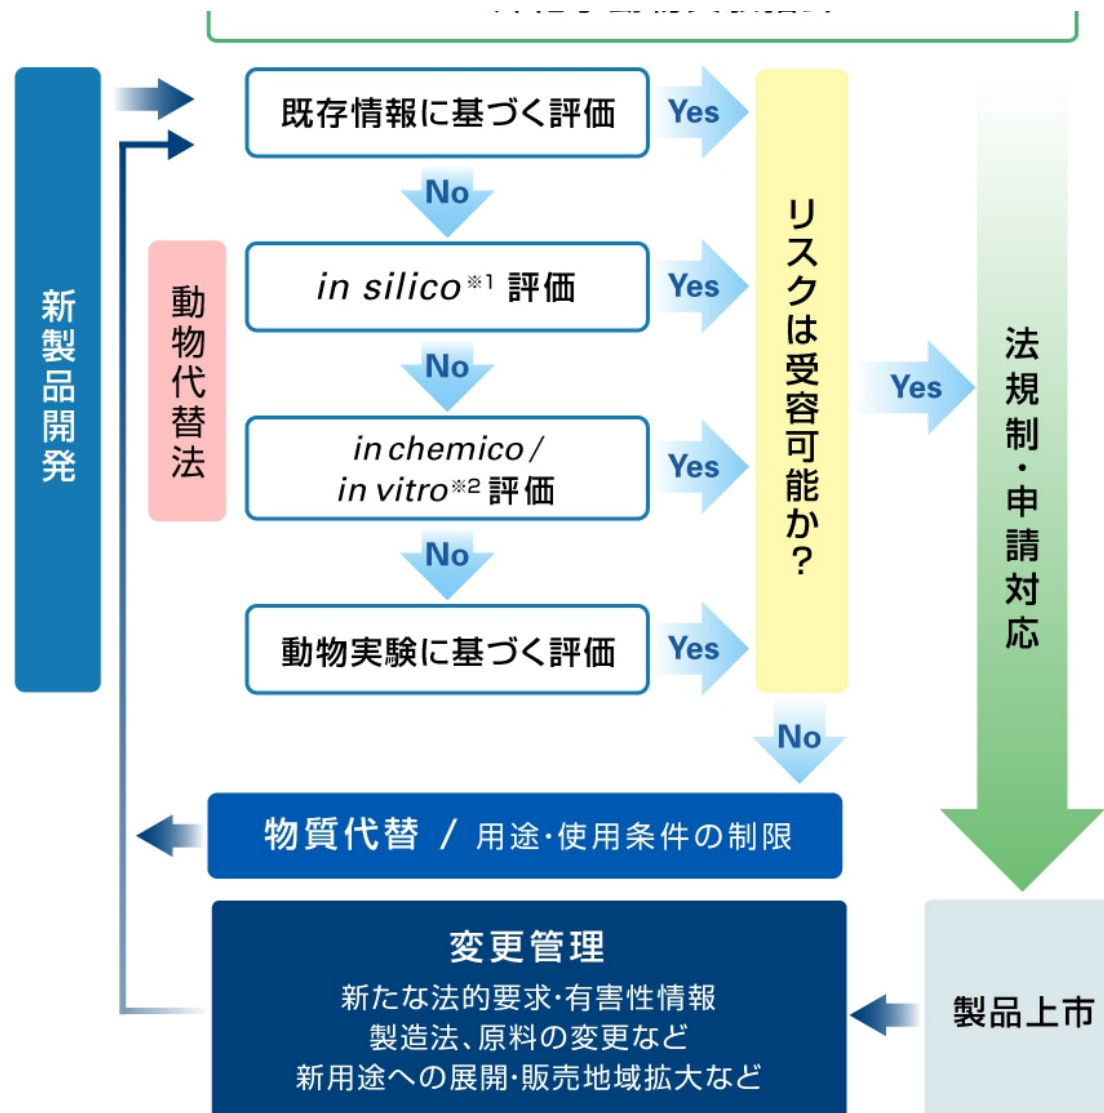 新製品開発
既存情報に基づく評価
Yes
No
動物代替法
in silico※1 評価
Yes
No
in chemico /
in vitro※2 評価
Yes
No
動物実験に基づく評価
Yes
リスクは受容可能か？
Yes
No
法規制・申請対応
物質代替 / 用途・使用条件の制限
変更管理
新たな法的要求・有害性情報
製造法、原料の変更など
新用途への展開・販売地域拡大など
製品上市